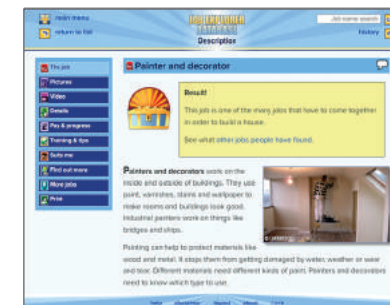 main menu
return to list
JOB EXPLORER
DATABASE
Description
Job name search
history
The job
Pictures
Video
Details
Pay & progress
Training & tips
Suits me
Find out more
More jobs
Print
Painter and decorator
Result!
This job is one of the many jobs that have to come together
in order to build a house.
See what other jobs people have found.
Painters and decorators work on the
inside and outside of buildings. They use
paint, varnishes, stains and wallpaper to
make rooms and buildings look good.
Industrial painters work on things like
bridges and ships.
Painting can help to protect materials like
wood and metal. It stops them from getting damaged by water, weather or wear
and tear. Different materials need different kinds of paint. Painters and decorators
need to know which type to use.